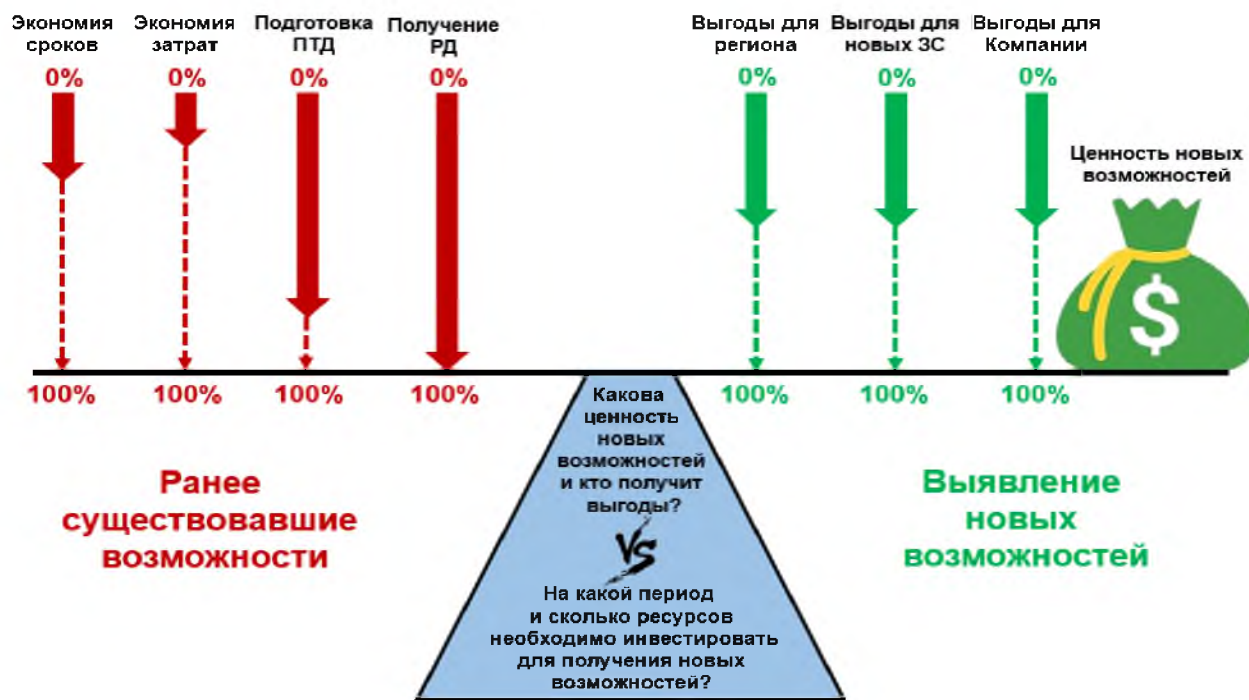 Экономия
сроков
0%
100%
Экономия
затрат
0%
100%
Подготовка
ПТД
0%
100%
Получение
РД
0%
100%
Ранее
существовавшие
возможности
Какова
ценность
новых
возможностей
и кто получит
выгоды?
VS
На какой период
и сколько ресурсов
необходимо инвестировать
для получения новых
возможностей?
Выгоды для
региона
0%
100%
Выгоды для
новых ЗС
0%
100%
Выгоды для
Компании
0%
100%
Ценность новых
возможностей
$
Выявление
новых
возможностей